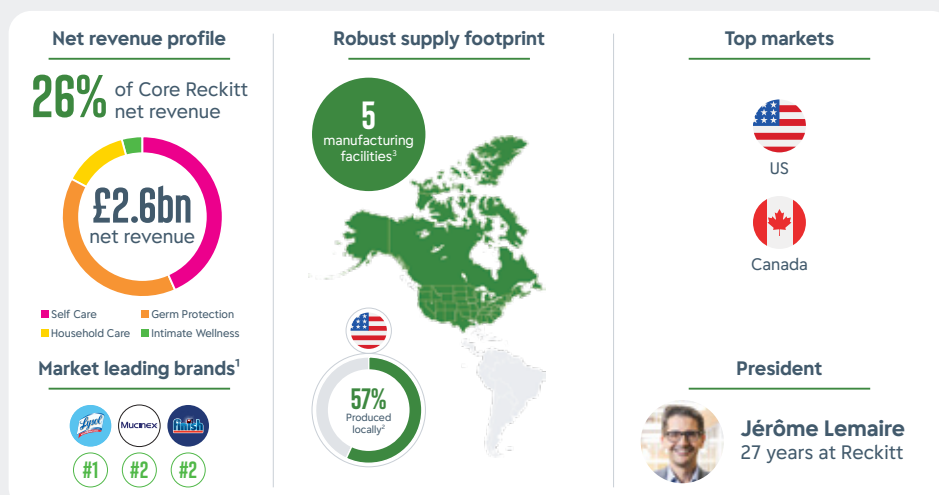 Net revenue profile
26% of Core Reckitt
net revenue
£2.6bn
net revenue
Self Care
Germ Protection
Household Care
Intimate Wellness
Market leading brands1
Lysol
Mucinex
finish
#1
#2
#2
Robust supply footprint
5
manufacturing
facilities3
57%
Produced
locally2
Top markets
US
Canada
President
Jérôme Lemaire
27 years at Reckitt